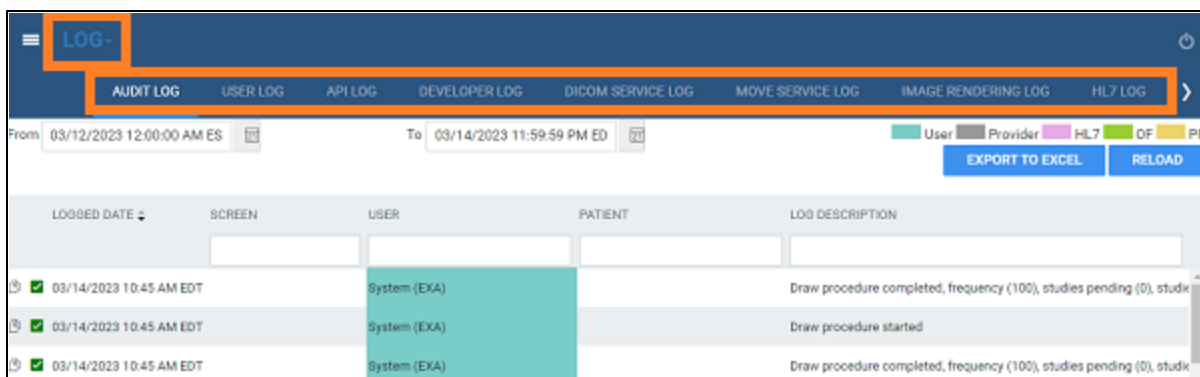 LOG
AUDIT LOG USER LOG API LOG DEVELOPER LOG DICOM SERVICE LOG MOVE SERVICE LOG IMAGE RENDERING LOG HL7 LOG
From 03/12/2023 12:00:00 AM ES To 03/14/2023 11:59:59 PM ED User Provider HL7 OF
EXPORT TO EXCEL RELOAD
LOGGED DATE SCREEN USER PATIENT LOG DESCRIPTION
03/14/2023 10:45 AM EDT System (EXA) Draw procedure completed, frequency (100), studies pending (0), studie
03/14/2023 10:45 AM EDT System (EXA) Draw procedure started
03/14/2023 10:45 AM EDT System (EXA) Draw procedure completed, frequency (100), studies pending (0), studie